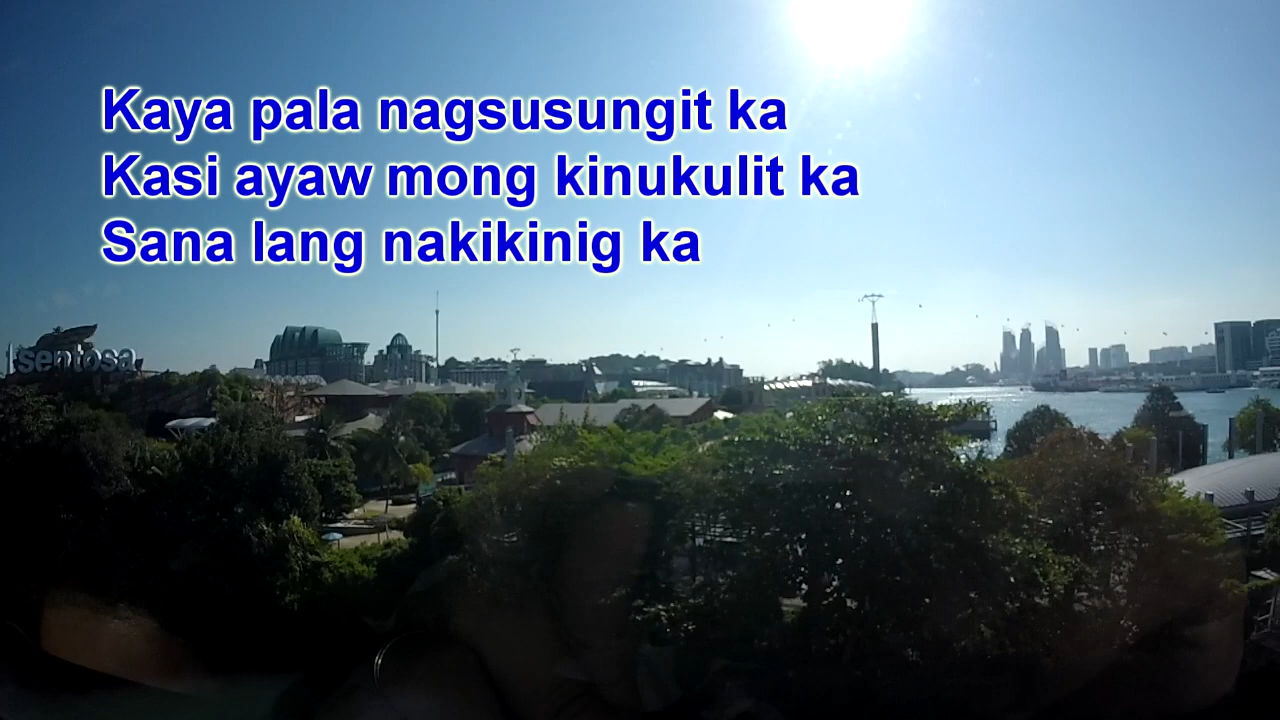 Kaya pala nagsusungit ka
Kasi ayaw mong kinukulit ka
Sana lang nakikinig ka
sentosa